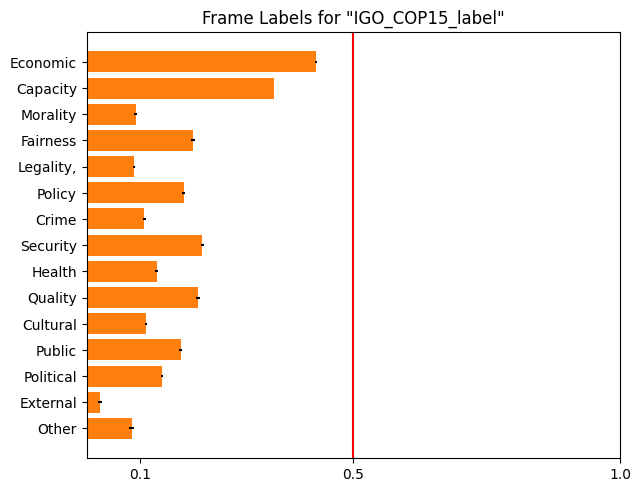 Frame Labels for "IGO_COP15_label"
Economic
Capacity
Morality
Fairness
Legality,
Policy
Crime
Security
Health
Quality
Cultural
Public
Political
External
Other
0.1 0.5 1.0